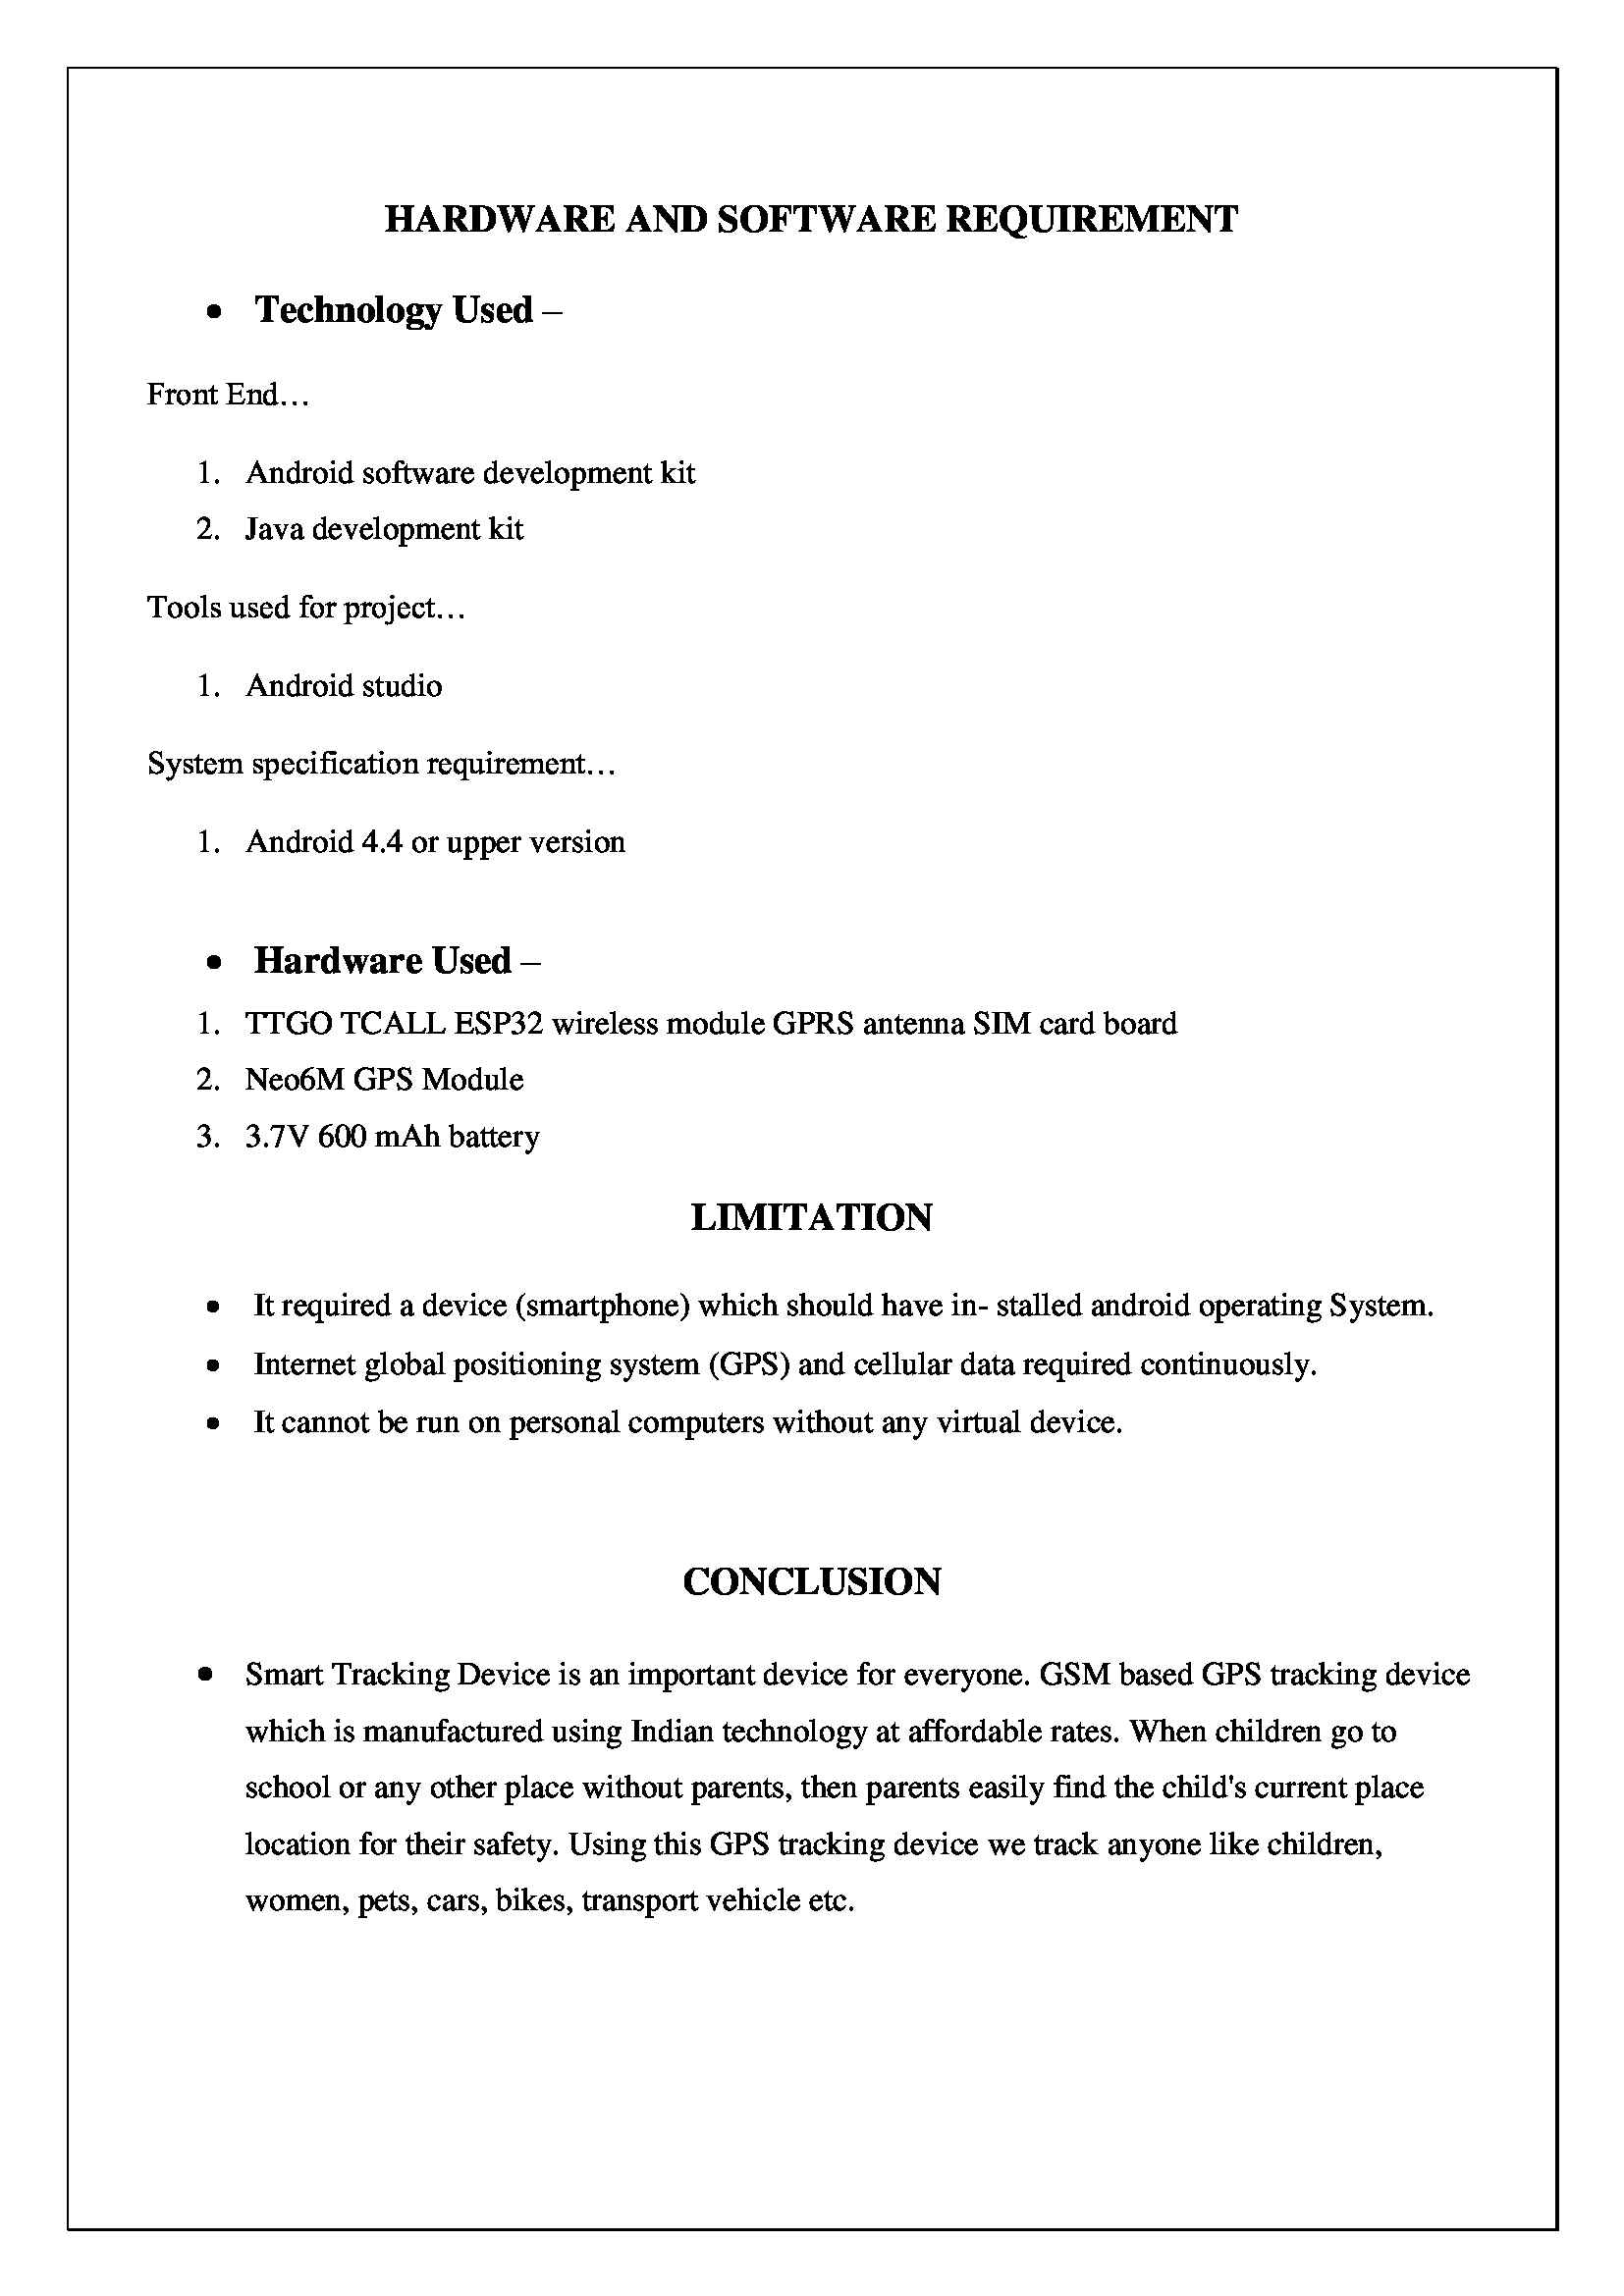 HARDWARE AND SOFTWARE REQUIREMENT
• Technology Used –
Front End…
1. Android software development kit
2. Java development kit
Tools used for project…
1. Android studio
System specification requirement…
1. Android 4.4 or upper version
• Hardware Used –
1. TTGO TCALL ESP32 wireless module GPRS antenna SIM card board
2. Neo6M GPS Module
3. 3.7V 600 mAh battery
LIMITATION
• It required a device (smartphone) which should have in- stalled android operating System.
• Internet global positioning system (GPS) and cellular data required continuously.
• It cannot be run on personal computers without any virtual device.
CONCLUSION
• Smart Tracking Device is an important device for everyone. GSM based GPS tracking device
which is manufactured using Indian technology at affordable rates. When children go to
school or any other place without parents, then parents easily find the child's current place
location for their safety. Using this GPS tracking device we track anyone like children,
women, pets, cars, bikes, transport vehicle etc.